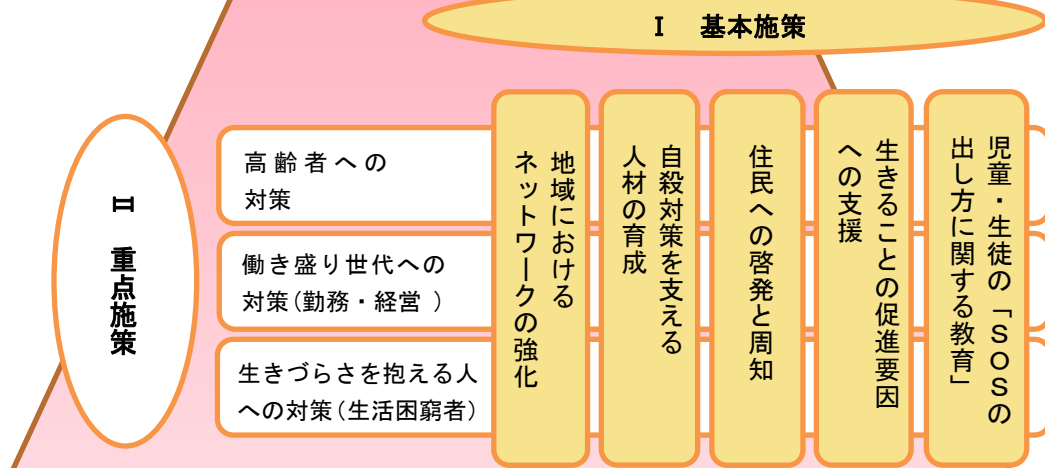 Ⅰ 基本施策
Ⅱ 重点施策
高齢者への
対策
働き盛り世代への
対策(勤務・経営 )
生きづらさを抱える人
への対策(生活困窮者)
地域における
ネットワークの強化
自殺対策を支える
人材の育成
住民への啓発と周知
生きることの促進要因
への支援
児童・生徒の「SOSの
出し方に関する教育」